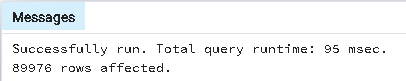 Messages
Successfully run. Total query runtime: 95 msec.
89976 rows affected.